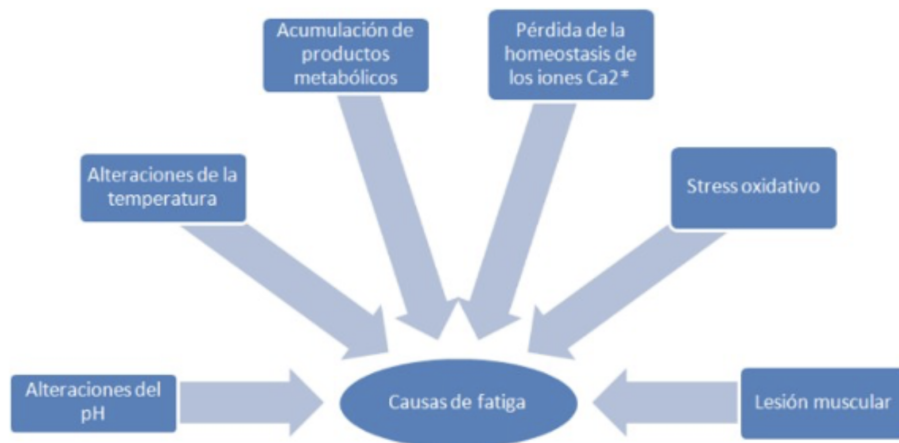 Acumulación de
productos
metabólicos
Pérdida de la
homeostasis de
los iones Ca2*
Alteraciones de la
temperatura
Stress oxidativo
Alteraciones del
pH
Causas de fatiga
Lesión muscular